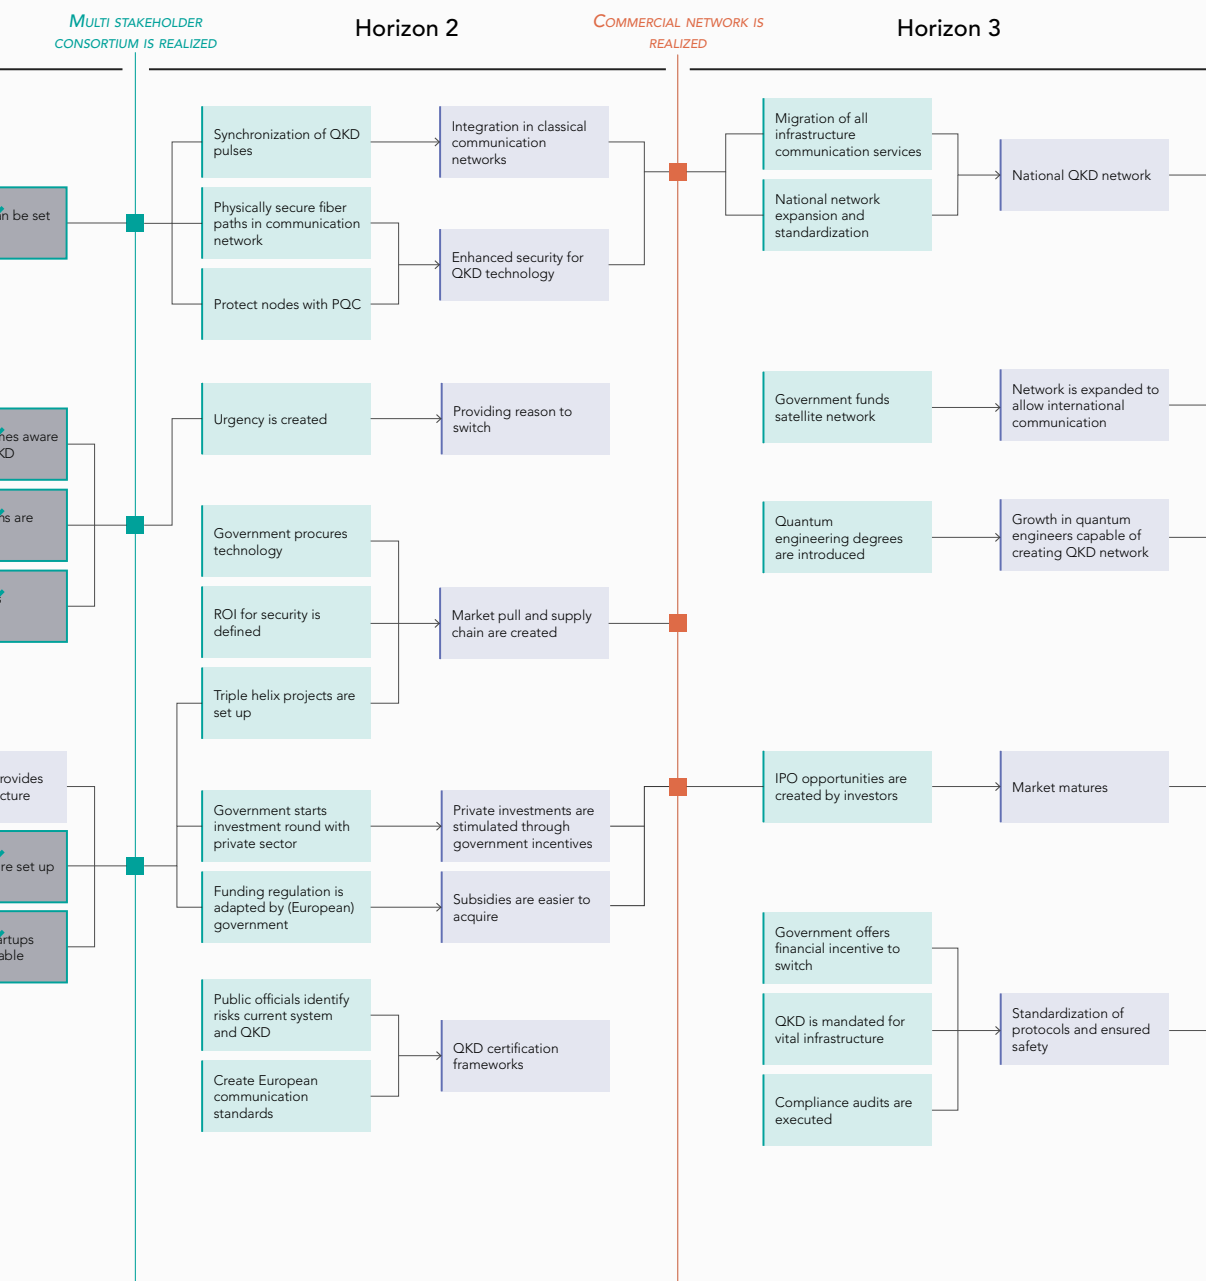 MULTI STAKEHOLDER
CONSORTIUM IS REALIZED
Horizon 2
COMMERCIAL NETWORK IS
REALIZED
Horizon 3
be set
aware
are
rovides
cture
re set up
artups
able
Synchronization of QKD
pulses
Physically secure fiber
paths in communication
network
Protect nodes with PQC
Integration in classical
communication
networks
Enhanced security for
QKD technology
Urgency is created
Providing reason to
switch
Government procures
technology
ROI for security is
defined
Triple helix projects are
set up
Market pull and supply
chain are created
Government starts
investment round with
private sector
Private investments are
stimulated through
government incentives
Funding regulation is
adapted by (European)
government
Subsidies are easier to
acquire
Public officials identify
risks current system
and QKD
Create European
communication
standards
QKD certification
frameworks
Migration of all
infrastructure
communication services
National network
expansion and
standardization
National QKD network
Government funds
satellite network
Network is expanded to
allow international
communication
Quantum
engineering degrees
are introduced
Growth in quantum
engineers capable of
creating QKD network
IPO opportunities are
created by investors
Market matures
Government offers
financial incentive to
switch
QKD is mandated for
vital infrastructure
Compliance audits are
executed
Standardization of
protocols and ensured
safety